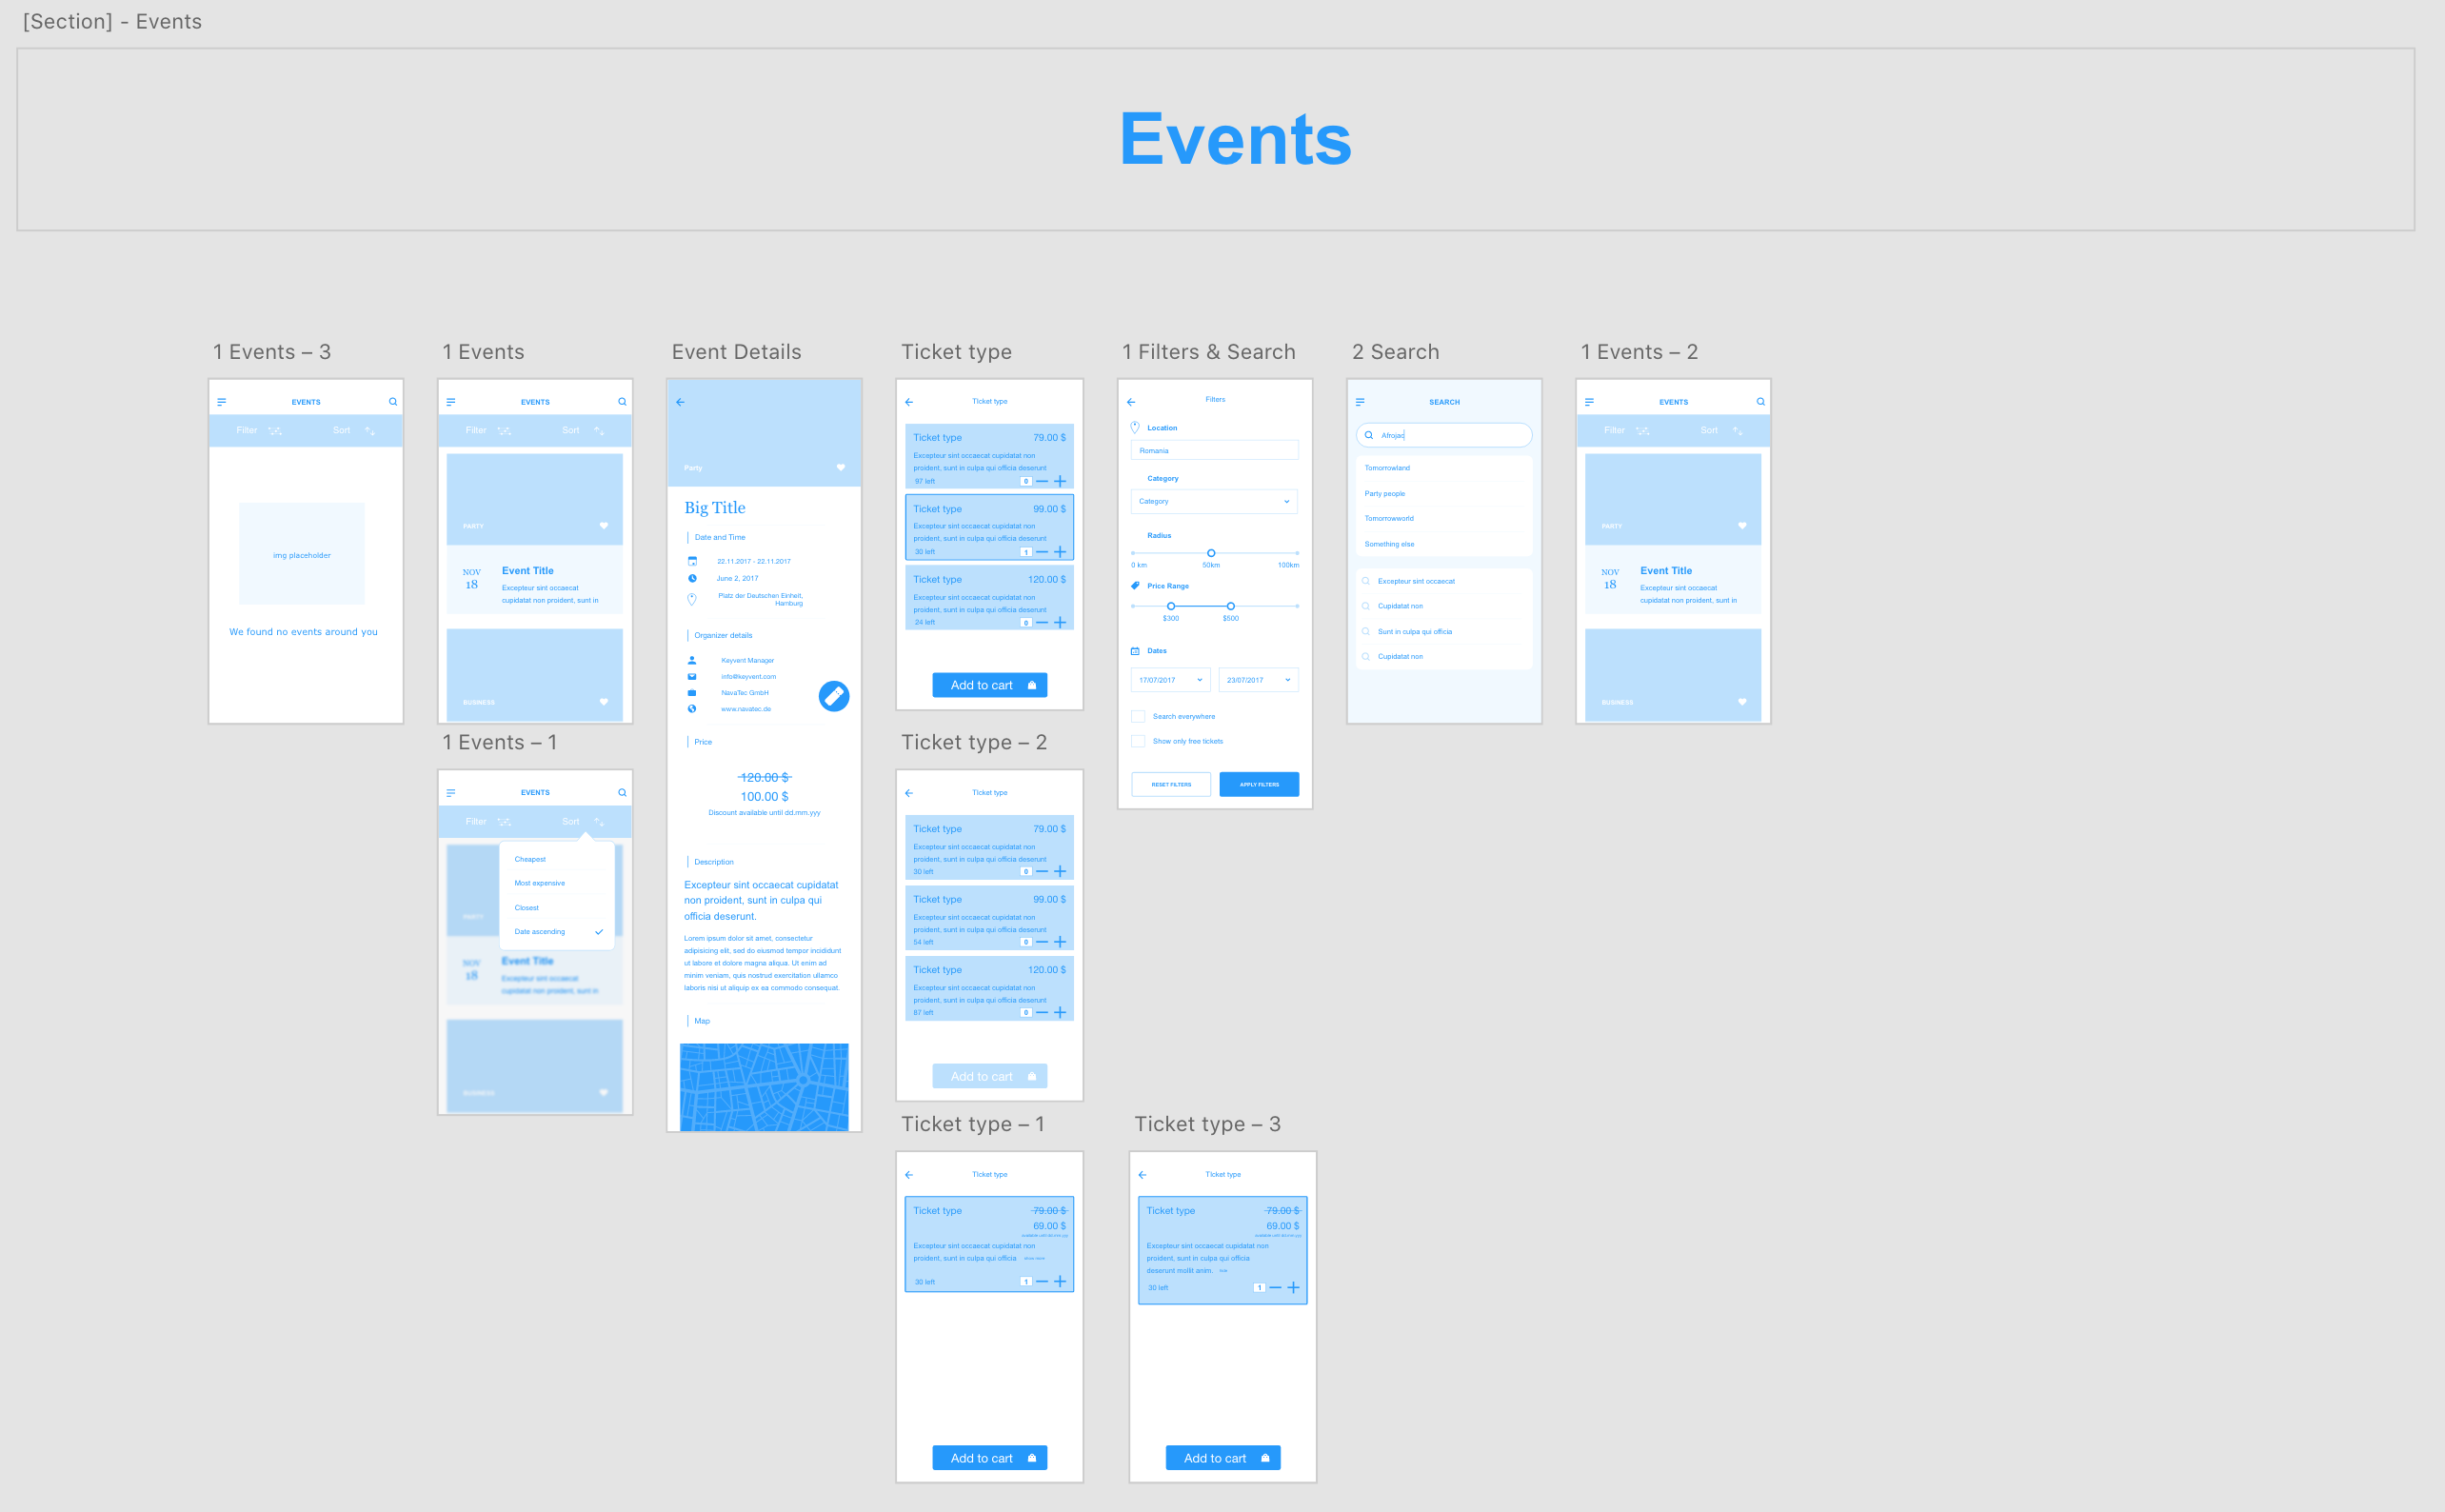 [Section] - Events
Events
1 Events – 3
EVENTS
Filter
Sort
img placeholder
We found no events around you
1 Events
EVENTS
Filter
Sort
PARTY
NOV
18
Event Title
Excepteur sint occaecat
cupidatat non proident, sunt in
BUSINESS
1 Events – 1
EVENTS
Filter
Sort
Cheapest
Most expensive
Closest
Date ascending
PARTY
NOV
18
Event Title
Excepteur sint occaecat
cupidatat non proident, sunt in
BUSINESS
Event Details
Party
Big Title
Date and Time
22.11.2017 - 22.11.2017
June 2, 2017
Platz der Deutschen Einheit,
Hamburg
Organizer details
Keyvent Manager
info@keyvent.com
NavaTec GmbH
www.navatec.de
Price
120.00 $
100.00 $
Discount available until dd.mm.yyy
Description
Excepteur sint occaecat cupidatat
non proident, sunt in culpa qui
officia deserunt.
Lorem ipsum dolor sit amet, consectetur
adipisicing elit, sed do eiusmod tempor incididunt
ut labore et dolore magna aliqua. Ut enim ad
minim veniam, quis nostrud exercitation ullamco
laboris nisi ut aliquip ex ea commodo consequat.
Map
Ticket type
Ticket type
Ticket type 79.00 $
Excepteur sint occaecat cupidatat non
proident, sunt in culpa qui officia deserunt
97 left 0
Ticket type 99.00 $
Excepteur sint occaecat cupidatat non
proident, sunt in culpa qui officia deserunt
30 left 1
Ticket type 120.00 $
Excepteur sint occaecat cupidatat non
proident, sunt in culpa qui officia deserunt
24 left 0
Add to cart
Ticket type – 2
Ticket type
Ticket type 79.00 $
Excepteur sint occaecat cupidatat non
proident, sunt in culpa qui officia deserunt
30 left 0
Ticket type 99.00 $
Excepteur sint occaecat cupidatat non
proident, sunt in culpa qui officia deserunt
54 left 0
Ticket type 120.00 $
Excepteur sint occaecat cupidatat non
proident, sunt in culpa qui officia deserunt
87 left 0
Add to cart
Ticket type – 1
Ticket type
Ticket type 79.00 $
69.00 $
Excepteur sint occaecat cupidatat non
proident, sunt in culpa qui officia
30 left 1
Add to cart
Ticket type – 3
Ticket type
Ticket type 79.00 $
69.00 $
Excepteur sint occaecat cupidatat non
proident, sunt in culpa qui officia
deserunt mollit anim.
30 left 1
Add to cart
1 Filters & Search
Filters
Location
Romania
Category
Category
Radius
0 km 50km 100km
Price Range
$300 $500
Dates
17/07/2017 23/07/2017
Search everywhere
Show only free tickets
RESET FILTERS APPLY FILTERS
2 Search
SEARCH
Afrojac
Tomorrowland
Party people
Tomorrowworld
Something else
Excepteur sint occaecat
Cupidatat non
Sunt in culpa qui officia
Cupidatat non
1 Events – 2
EVENTS
Filter
Sort
PARTY
NOV
18
Event Title
Excepteur sint occaecat
cupidatat non proident, sunt in
BUSINESS